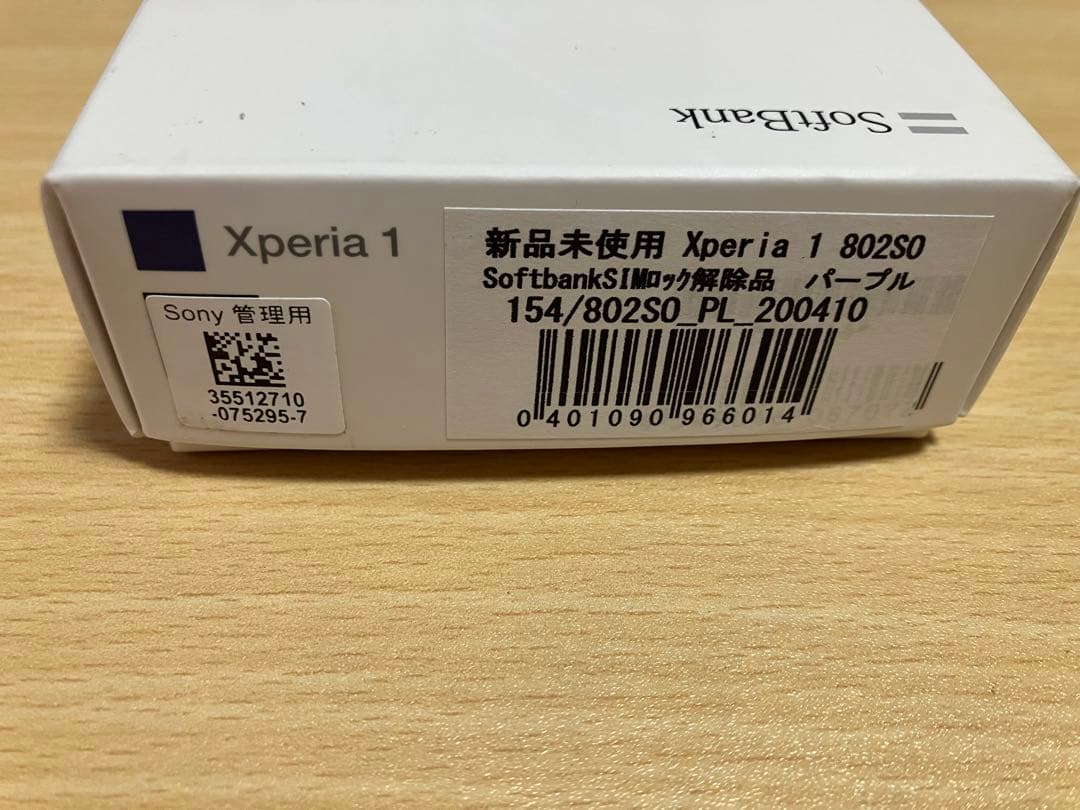 SoftBank
Xperia 1
Sony 管理用
35512710
-075295-7
新品未使用 Xperia 1 802SO
SoftbankSIMﾛｯｸ解除品 パープル
154/802SO_PL_200410
0 401090 966014